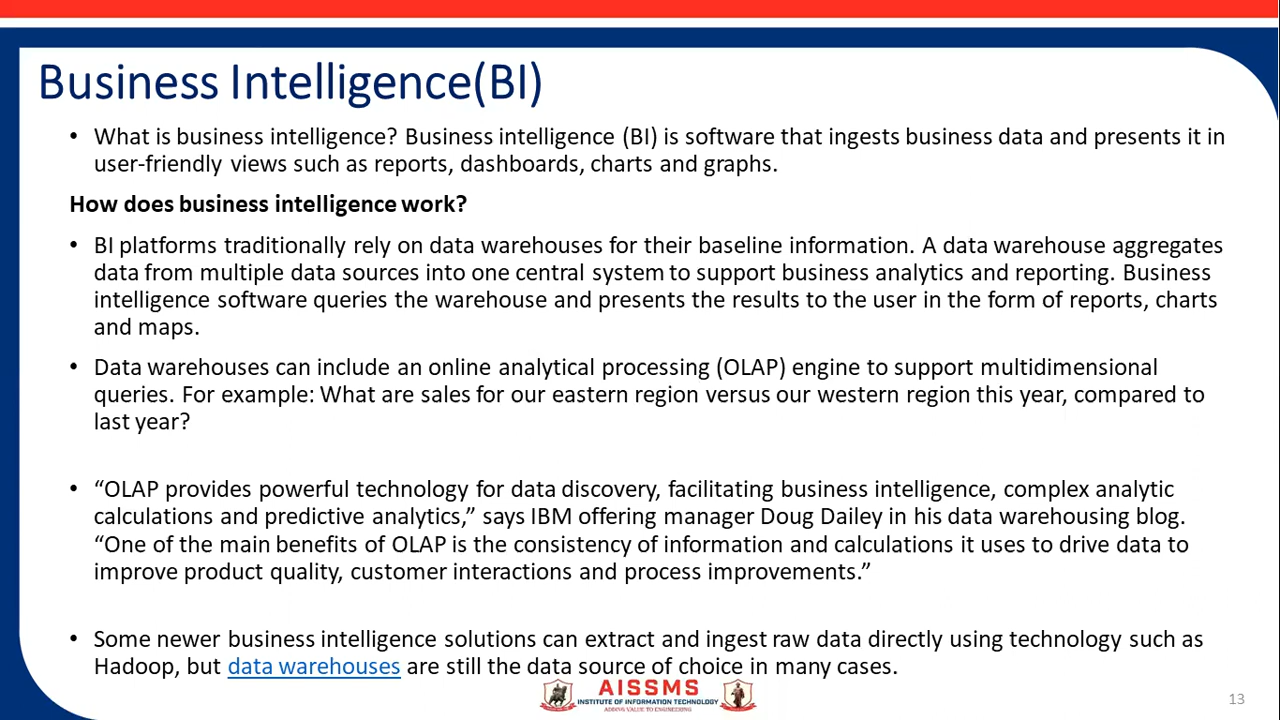 Business Intelligence(BI)
• What is business intelligence? Business intelligence (BI) is software that ingests business data and presents it in
user-friendly views such as reports, dashboards, charts and graphs.
How does business intelligence work?
• BI platforms traditionally rely on data warehouses for their baseline information. A data warehouse aggregates
data from multiple data sources into one central system to support business analytics and reporting. Business
intelligence software queries the warehouse and presents the results to the user in the form of reports, charts
and maps.
• Data warehouses can include an online analytical processing (OLAP) engine to support multidimensional
queries. For example: What are sales for our eastern region versus our western region this year, compared to
last year?
• “OLAP provides powerful technology for data discovery, facilitating business intelligence, complex analytic
calculations and predictive analytics,” says IBM offering manager Doug Dailey in his data warehousing blog.
“One of the main benefits of OLAP is the consistency of information and calculations it uses to drive data to
improve product quality, customer interactions and process improvements.”
• Some newer business intelligence solutions can extract and ingest raw data directly using technology such as
Hadoop, but data warehouses are still the data source of choice in many cases.
AISSMS
INSTITUTE OF INFORMATION TECHNOLOGY
ADDING VALUE TO ENGINEERING
13